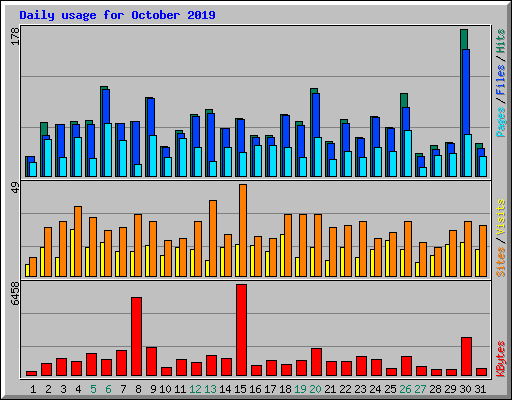 Daily usage for October 2019
178
Pages / Files / Hits
49
Sites / Visits
6458
KBytes
1 2 3 4 5 6 7 8 9 10 11 12 13 14 15 16 17 18 19 20 21 22 23 24 25 26 27 28 29 30 31